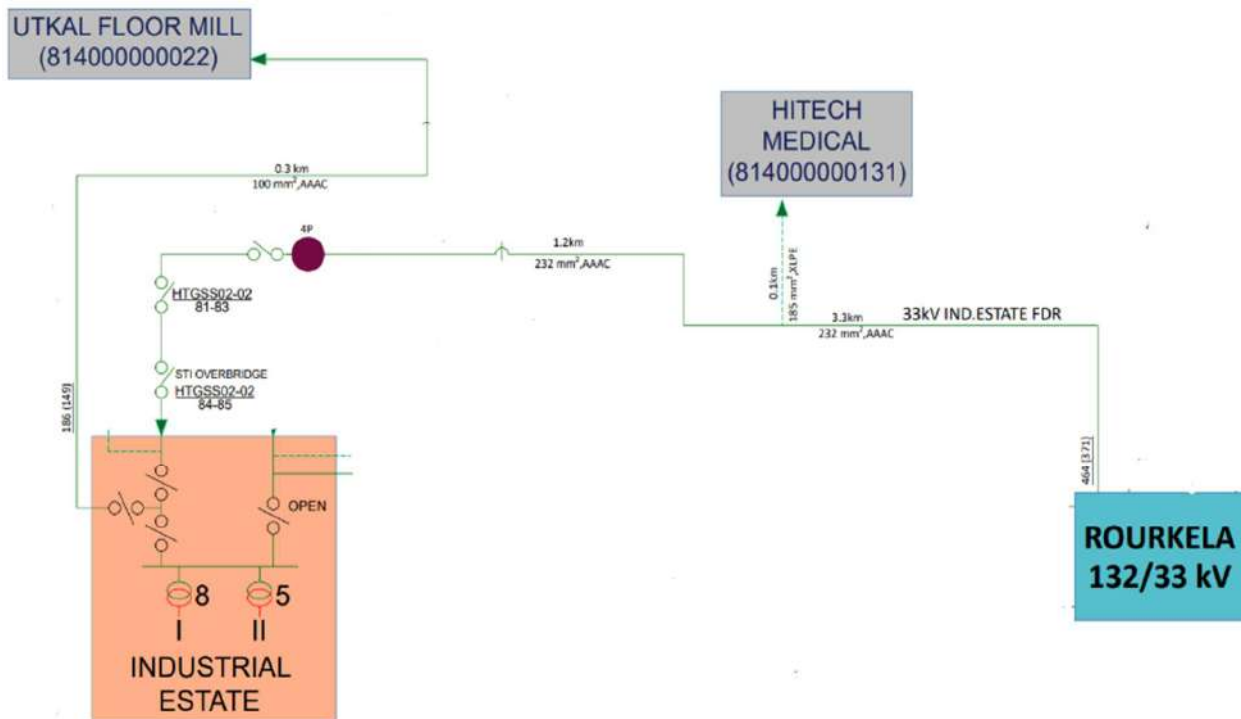 UTKAL FLOOR MILL
(814000000022)
HITECH
MEDICAL
(814000000131)
0.3 km
100 mm²,AAAC
4P
1.2km
232 mm²,AAAC
0.1km
185 mm²,XLPE
3.3km
232 mm²,AAAC
33kV IND.ESTATE FDR
HTGSS02-02
81-83
STI OVERBRIDGE
HTGSS02-02
84-85
186 (149)
464 (371)
OPEN
ROURKELA
132/33 kV
8
5
I
II
INDUSTRIAL
ESTATE